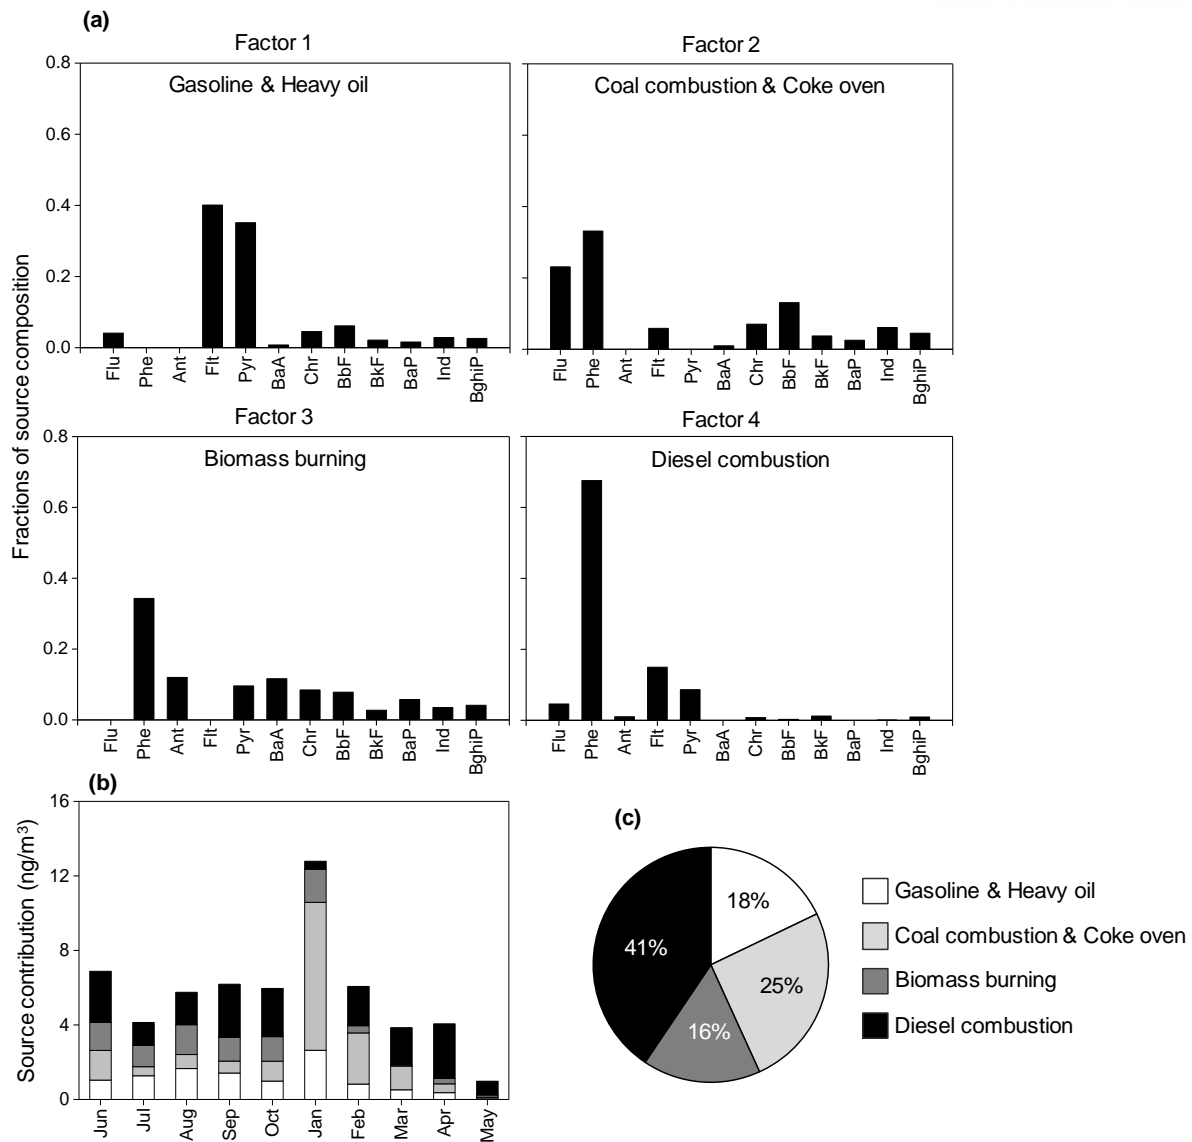 (a)
Factor 1
Factor 2
Gasoline & Heavy oil
Coal combustion & Coke oven
0.8
0.6
0.4
0.2
0.0
Flu Phe Ant Flt Pyr BaA Chr BbF BkF BaP Ind BghiP
Flu Phe Ant Flt Pyr BaA Chr BbF BkF BaP Ind BghiP
Fractions of source composition
Factor 3
Factor 4
Biomass burning
Diesel combustion
0.8
0.6
0.4
0.2
0.0
Flu Phe Ant Flt Pyr BaA Chr BbF BkF BaP Ind BghiP
Flu Phe Ant Flt Pyr BaA Chr BbF BkF BaP Ind BghiP
(b)
Source contribution (ng/m³)
16
12
8
4
0
Jun Jul Aug Sep Oct Jan Feb Mar Apr May
(c)
18%
25%
16%
41%
Gasoline & Heavy oil
Coal combustion & Coke oven
Biomass burning
Diesel combustion